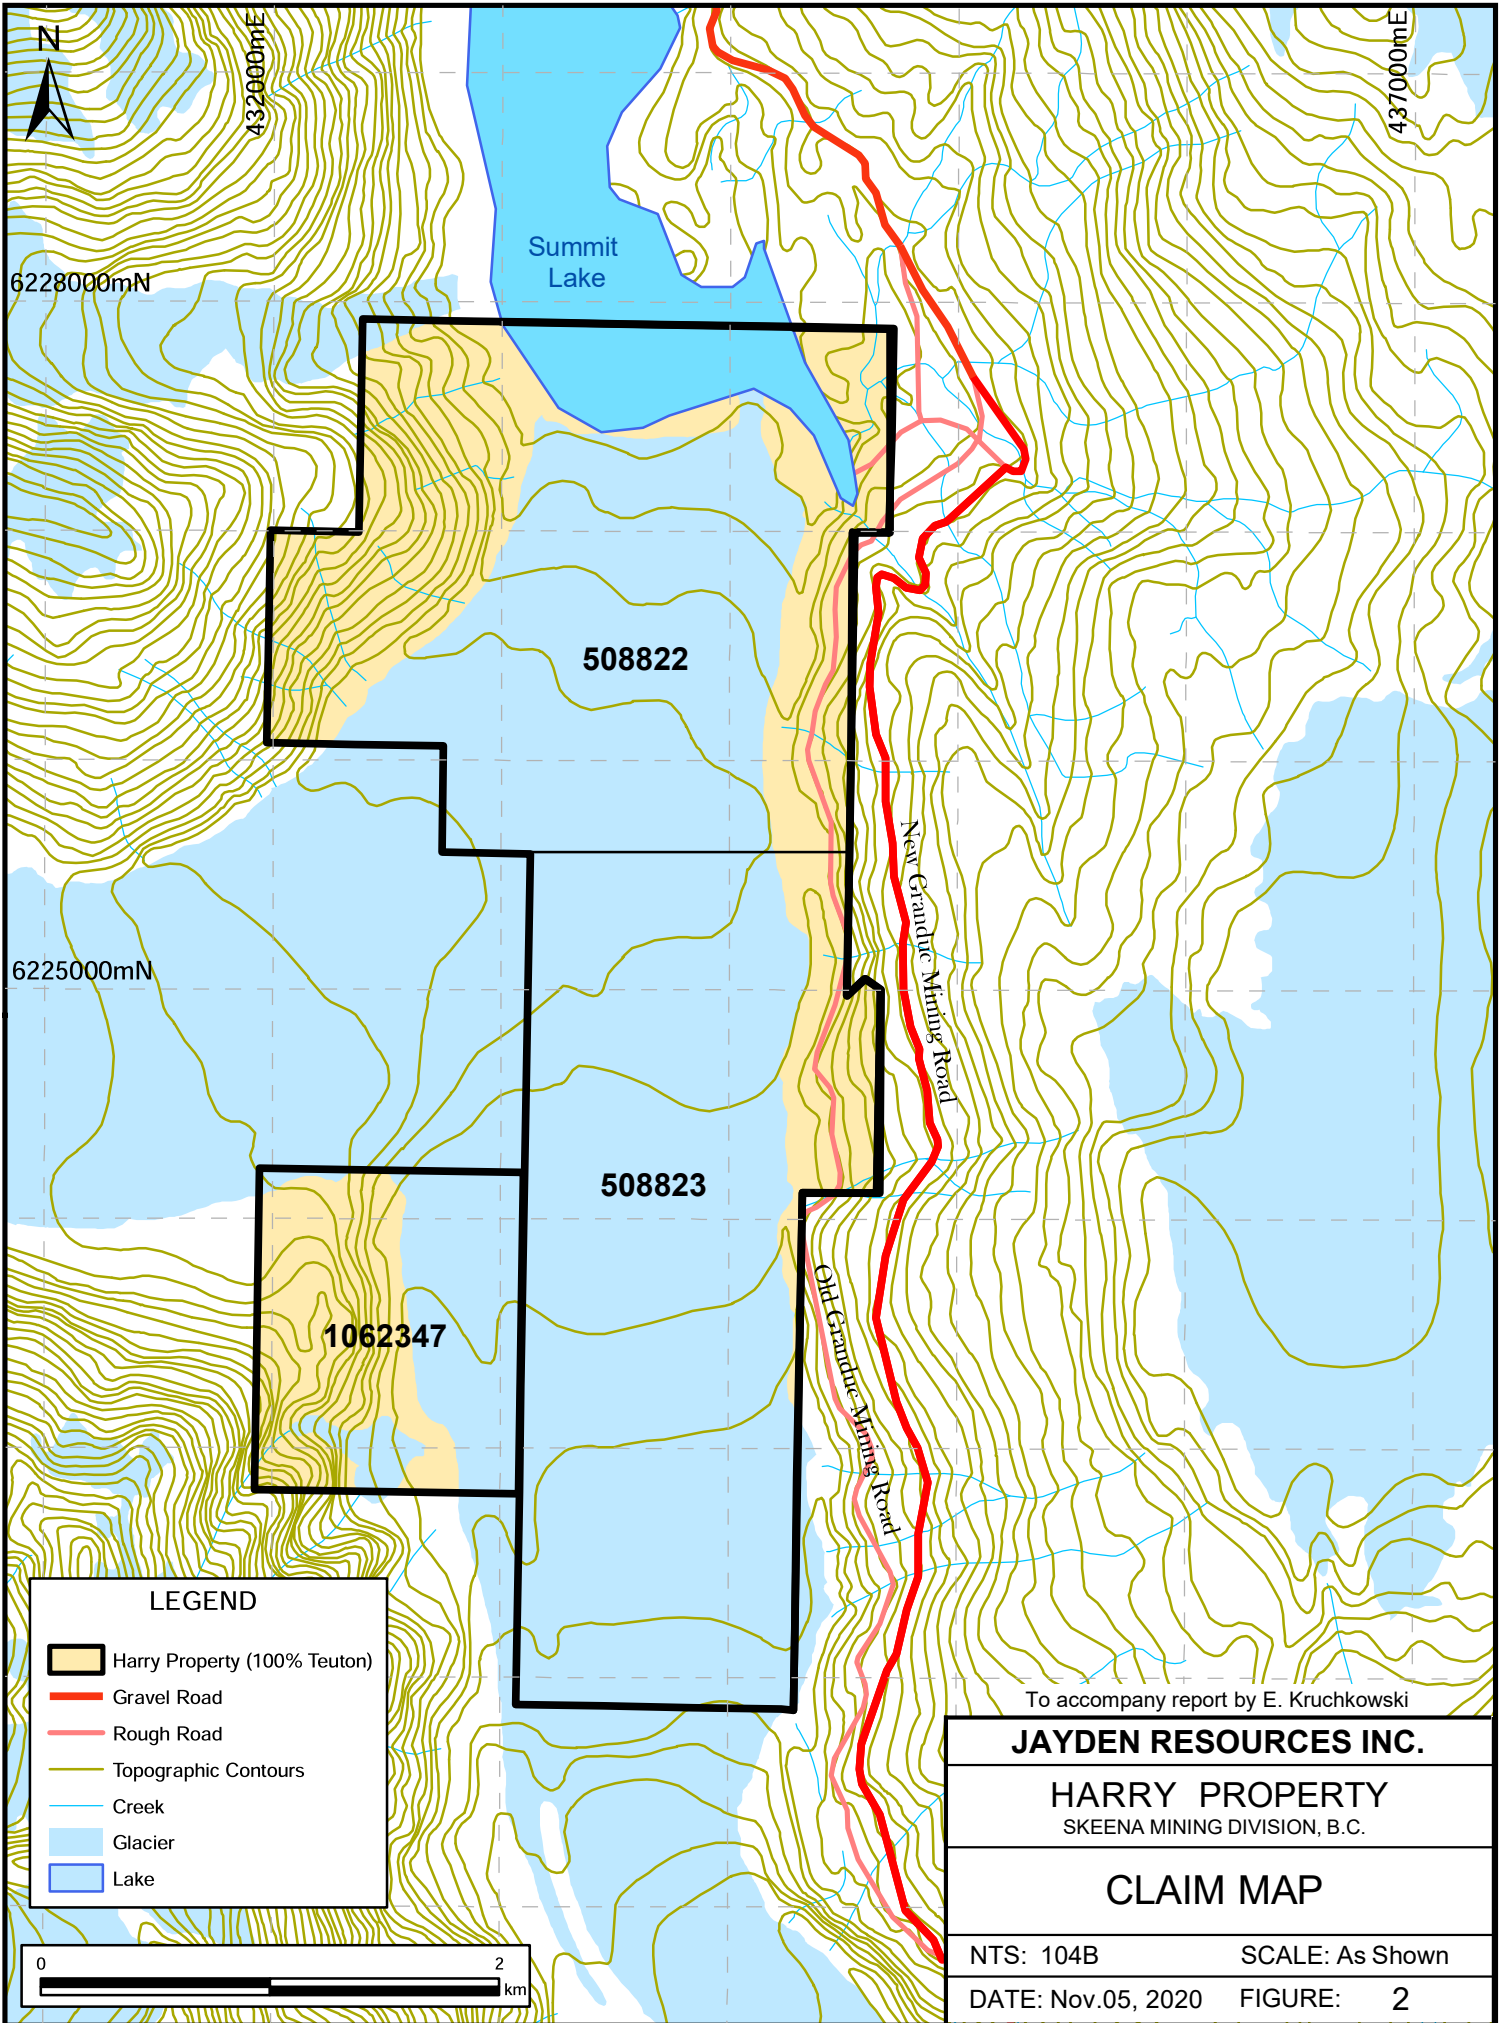 N
432000mE
437000mE
Summit
Lake
6228000mN
508822
New Granduc Mining Road
6225000mN
508823
Old Granduc Mining Road
1062347
LEGEND
Harry Property (100% Teuton)
Gravel Road
Rough Road
Topographic Contours
Creek
Glacier
Lake
0 2
km
To accompany report by E. Kruchkowski
JAYDEN RESOURCES INC.
HARRY PROPERTY
SKEENA MINING DIVISION, B.C.
CLAIM MAP
NTS: 104B SCALE: As Shown
DATE: Nov.05, 2020 FIGURE: 2